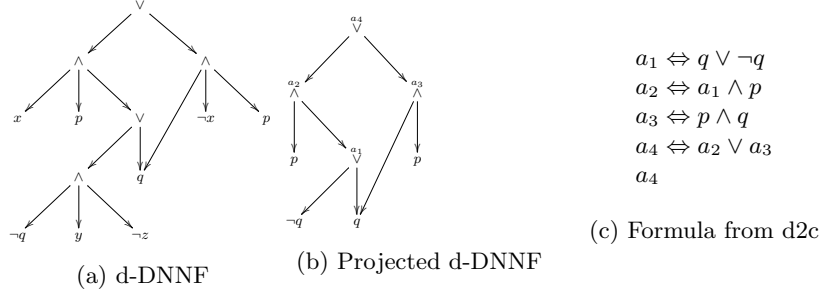 ∨
∧ ∧
x p ∨ ¬x p
∧ q
¬q y ¬z
(a) d-DNNF
a₄
∨
a₂ a₃
∧ ∧
p a₁ p
∨
¬q q
(b) Projected d-DNNF
a₁ ⇔ q ∨ ¬q
a₂ ⇔ a₁ ∧ p
a₃ ⇔ p ∧ q
a₄ ⇔ a₂ ∨ a₃
a₄
(c) Formula from d2c